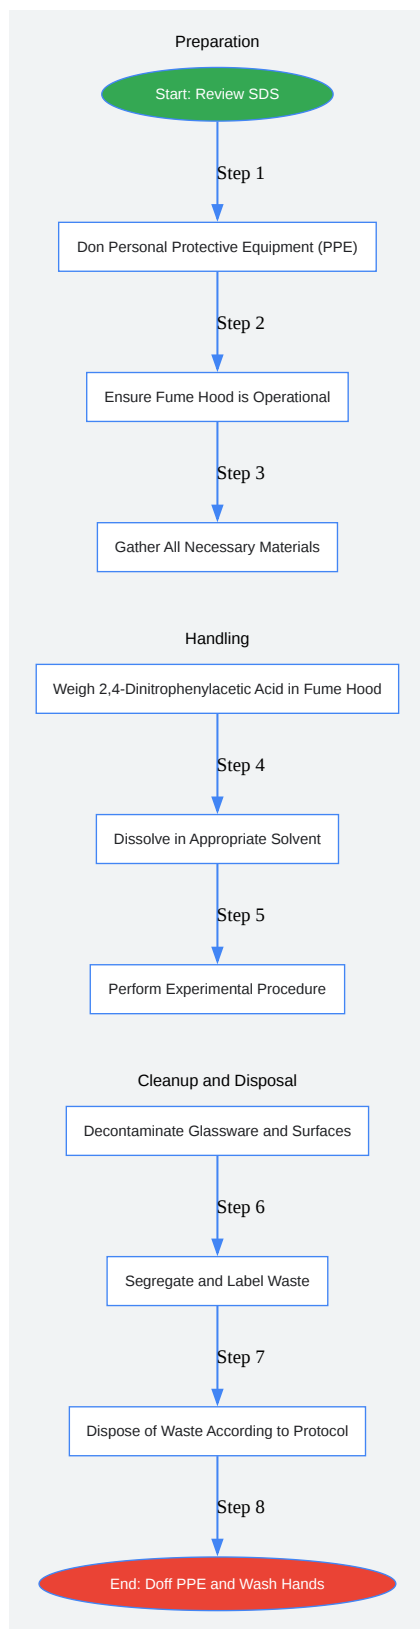 Preparation
Start: Review SDS
Step 1
Don Personal Protective Equipment (PPE)
Step 2
Ensure Fume Hood is Operational
Step 3
Gather All Necessary Materials
Handling
Weigh 2,4-Dinitrophenylacetic Acid in Fume Hood
Step 4
Dissolve in Appropriate Solvent
Step 5
Perform Experimental Procedure
Cleanup and Disposal
Decontaminate Glassware and Surfaces
Step 6
Segregate and Label Waste
Step 7
Dispose of Waste According to Protocol
Step 8
End: Doff PPE and Wash Hands